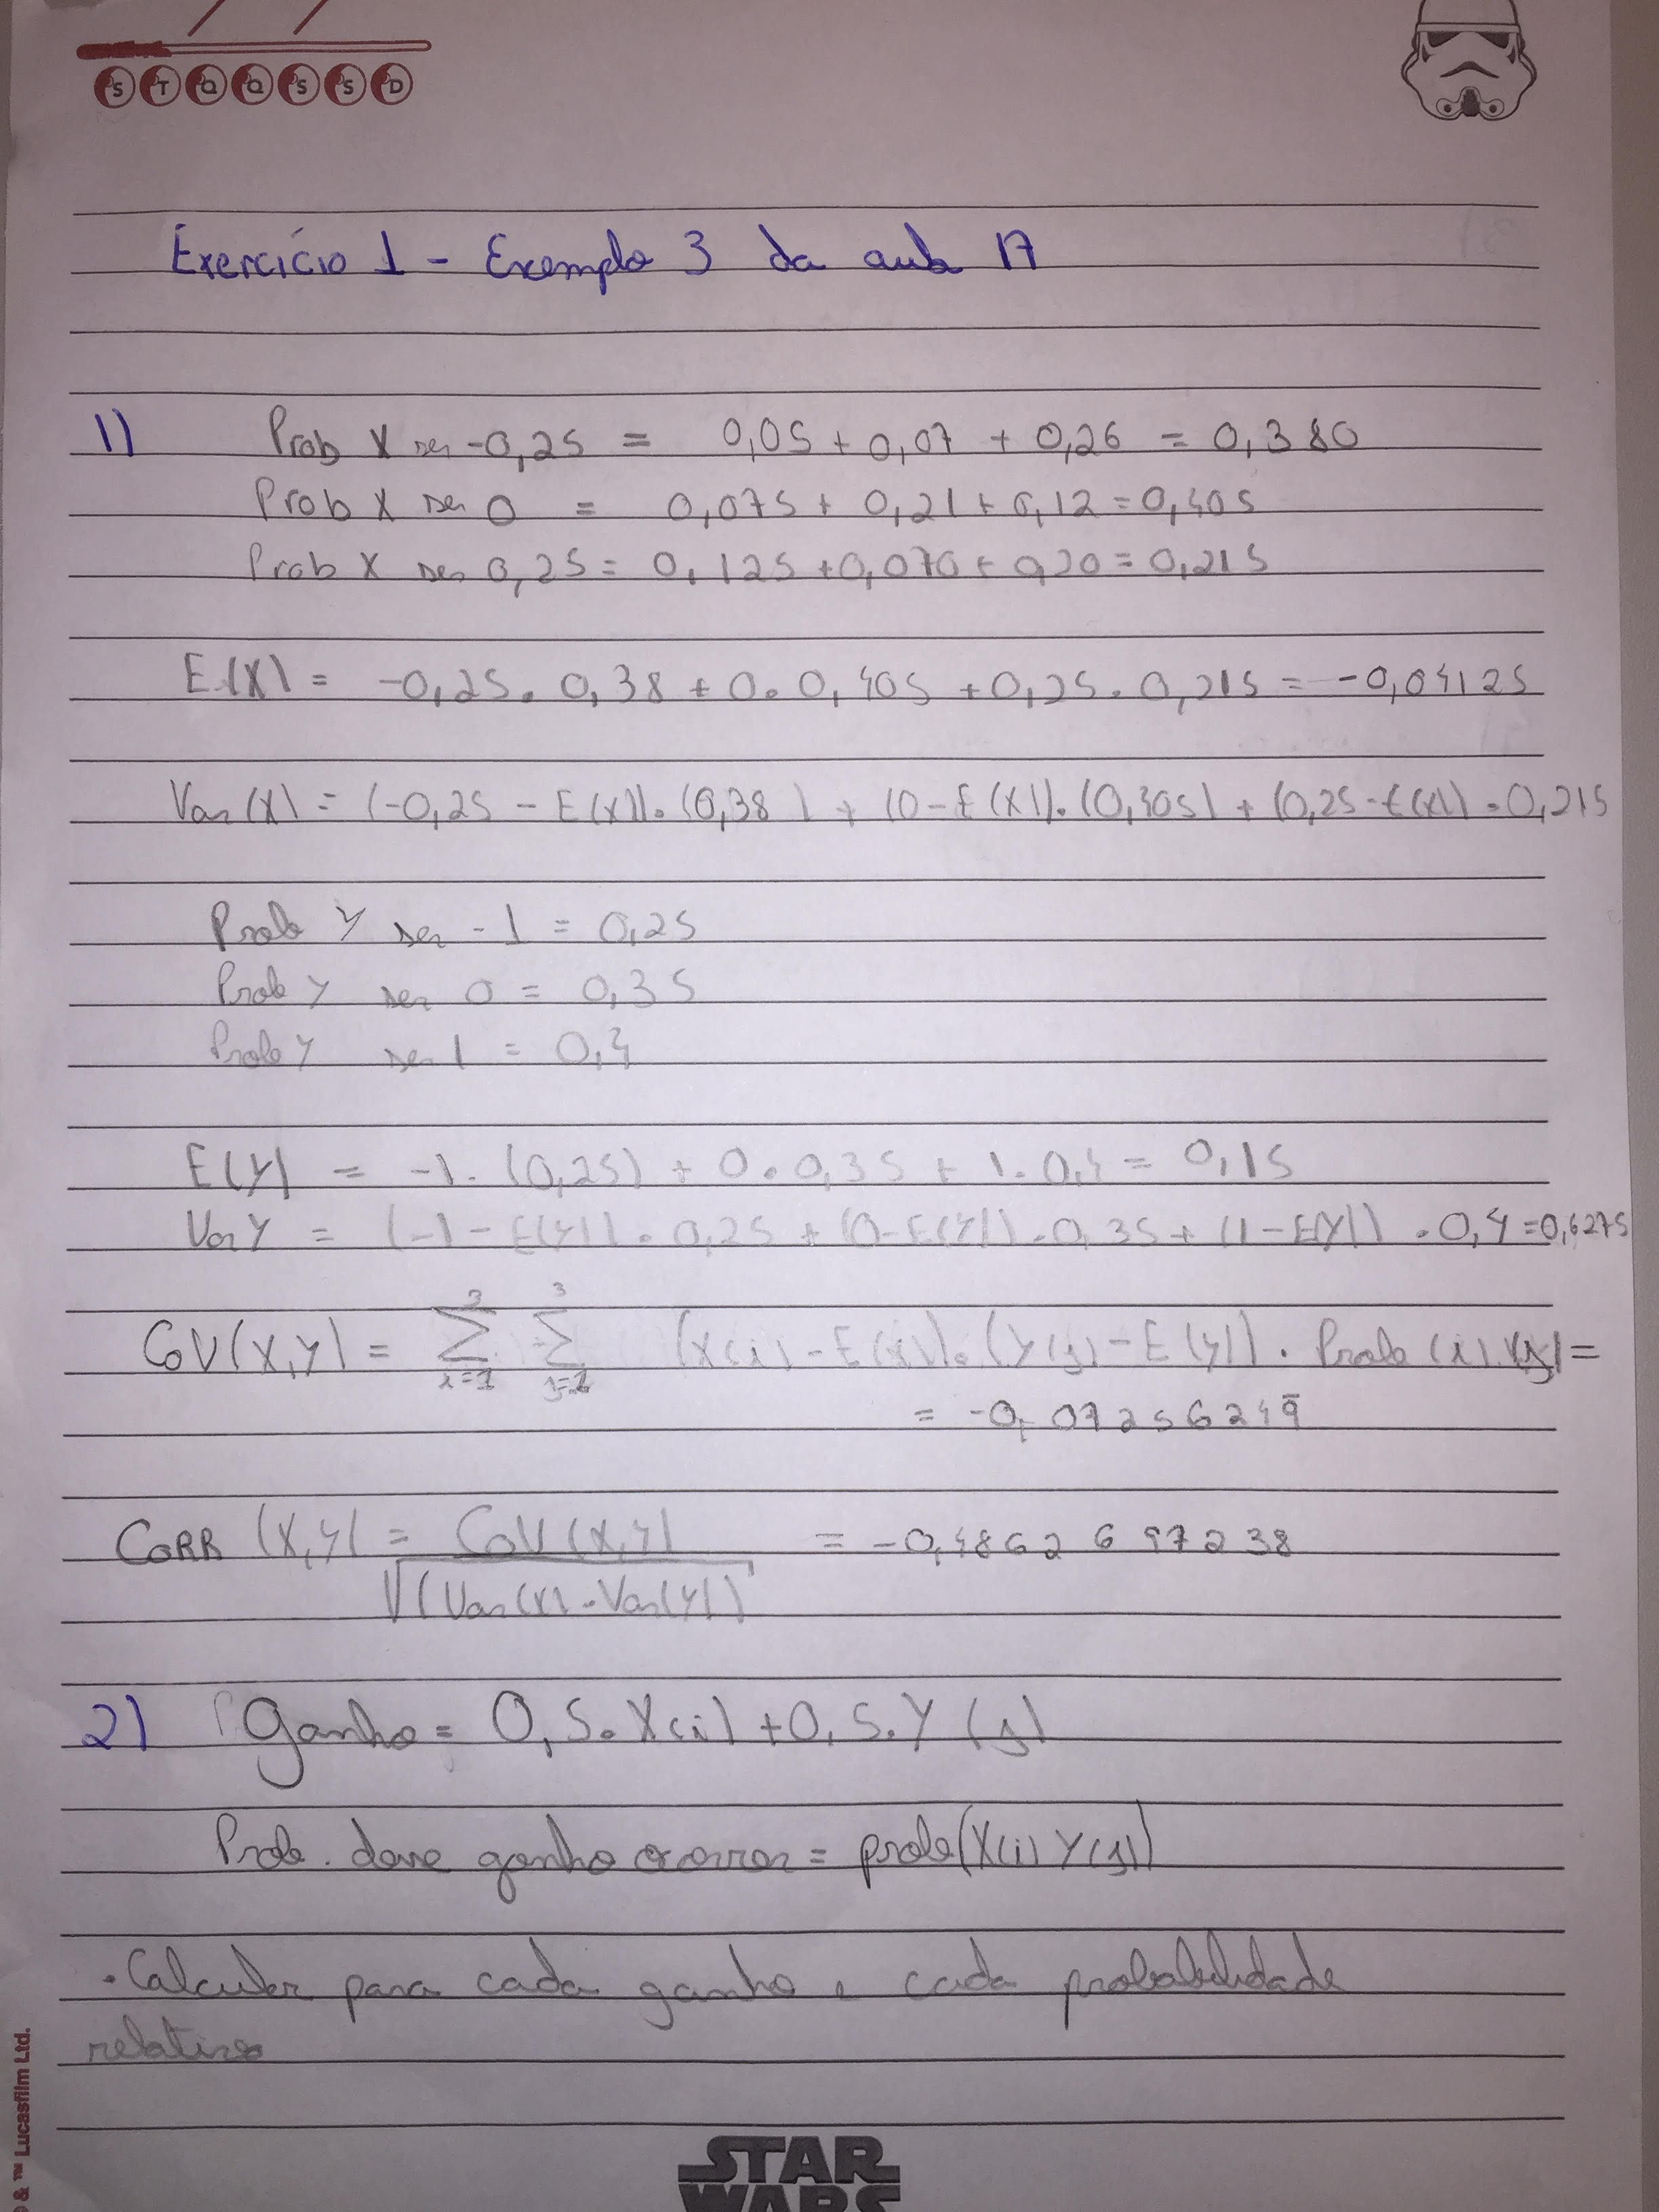 S T Q Q S S D
Exercício 1 - Exemplo 3 da aula 17
1) Prob X ser -0,25 = 0,05 + 0,07 + 0,26 = 0,380
Prob X ser 0 = 0,075 + 0,21 + 0,12 = 0,405
Prob X ser 0,25 = 0,125 + 0,070 + 0,20 = 0,215
E(X) = -0,25 . 0,38 + 0 . 0,405 + 0,25 . 0,215 = -0,04125
Var(X) = (-0,25 - E(X)) . (0,38) + (0 - E(X)) . (0,405) + (0,25 - E(X)) . 0,215
Prob Y ser -1 = 0,25
Prob Y ser 0 = 0,35
Prob Y ser 1 = 0,4
E(Y) = -1 . (0,25) + 0 . 0,35 + 1 . 0,4 = 0,15
Var Y = (-1 - E(Y)) . 0,25 + (0 - E(Y)) . 0,35 + (1 - E(Y)) . 0,4 = 0,6275
COV(X,Y) = 3 Σ i=1 3 Σ j=1 (X(i) - E(X)) . (Y(j) - E(Y)) . Prob (i),(j) =
= -0,07256249̄
CORR (X,Y) = COV (X,Y) = -0,48626497238
√(Var(X) . Var(Y))
2) Ganho = 0,5 . X(i) + 0,5 . Y(j)
Prob. desse ganho ocorrer = prob(X(i) Y(j))
. Calcular para cada ganho e cada probabilidade
relativa
& ™ Lucasfilm Ltd.
STAR
WARS